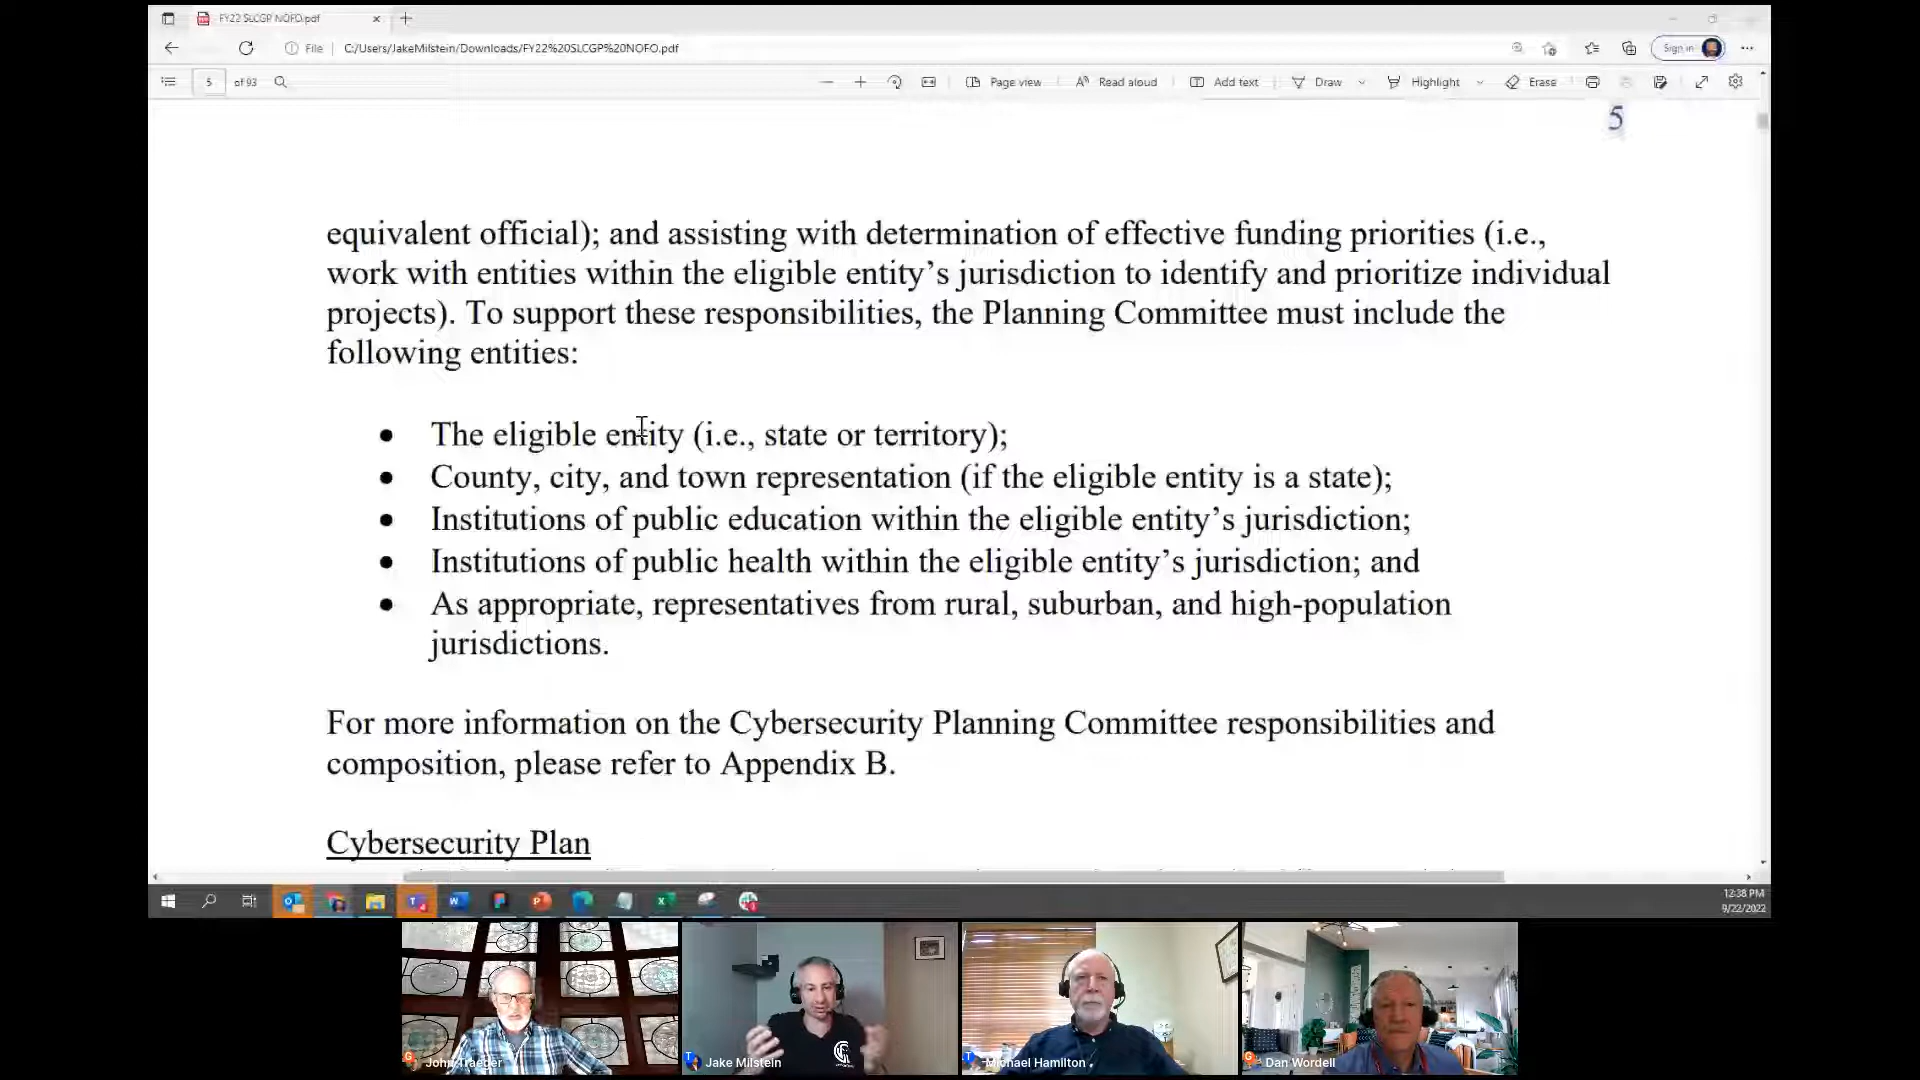 FY22 SLCGP NOFO.pdf
File
C:/Users/JakeMilstein/Downloads/FY22%20SLCGP%20NOFO.pdf
Sign in
5 of 93
Page view
Read aloud
Add text
Draw
Highlight
Erase
5
equivalent official); and assisting with determination of effective funding priorities (i.e.,
work with entities within the eligible entity’s jurisdiction to identify and prioritize individual
projects). To support these responsibilities, the Planning Committee must include the
following entities:
• The eligible entity (i.e., state or territory);
• County, city, and town representation (if the eligible entity is a state);
• Institutions of public education within the eligible entity’s jurisdiction;
• Institutions of public health within the eligible entity’s jurisdiction; and
• As appropriate, representatives from rural, suburban, and high-population
jurisdictions.
For more information on the Cybersecurity Planning Committee responsibilities and
composition, please refer to Appendix B.
Cybersecurity Plan
12:38 PM
9/22/2022
John Traeger
Jake Milstein
Michael Hamilton
Dan Wordell